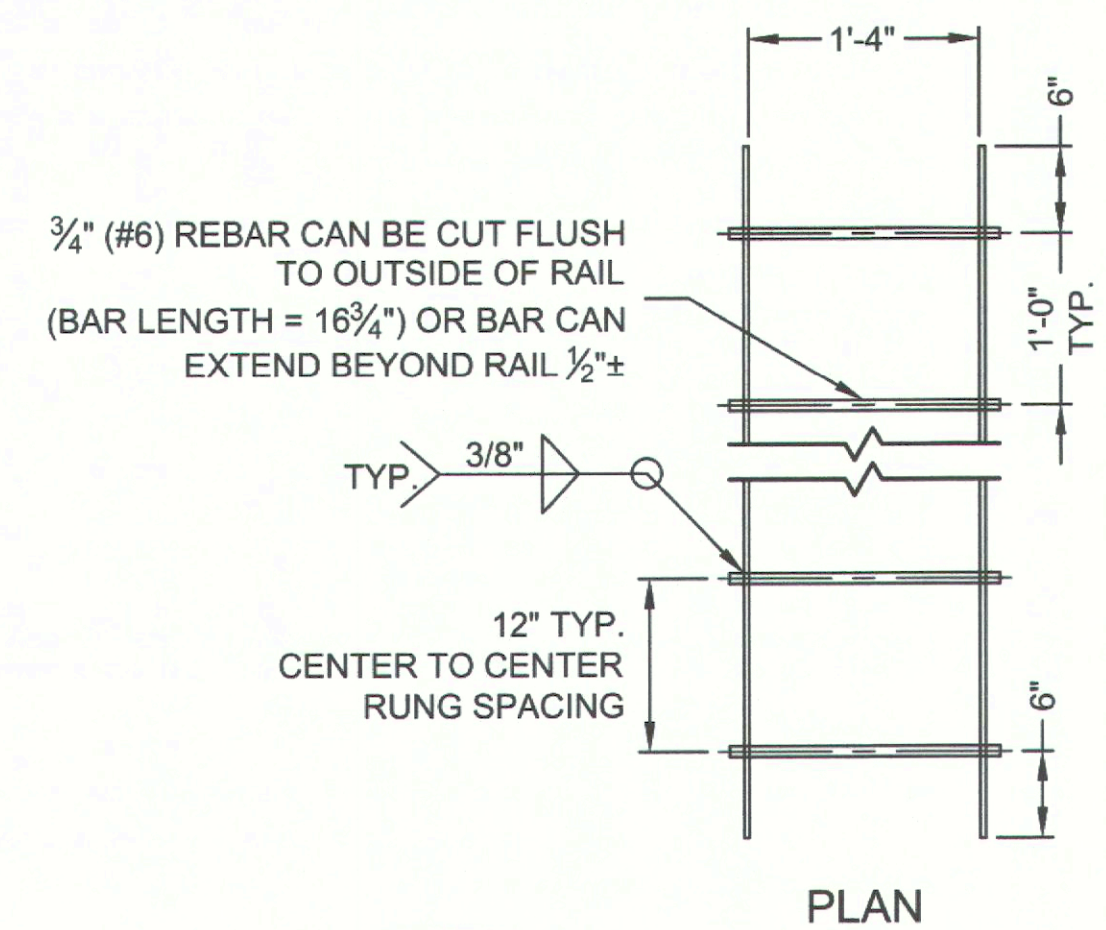 1'-4"
6"
¾" (#6) REBAR CAN BE CUT FLUSH
TO OUTSIDE OF RAIL
(BAR LENGTH = 16¾") OR BAR CAN
EXTEND BEYOND RAIL ½"±
1'-0"
TYP.
TYP.
3/8"
12" TYP.
CENTER TO CENTER
RUNG SPACING
6"
PLAN